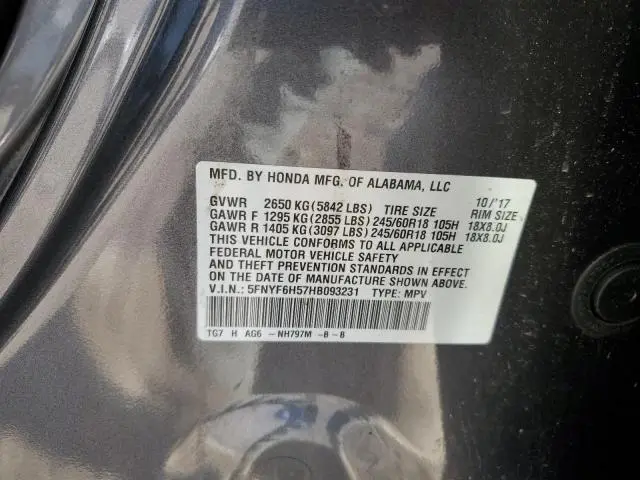 MFD. BY HONDA MFG. OF ALABAMA, LLC
10/'17
GVWR 2650 KG(5842 LBS) TIRE SIZE RIM SIZE
GAWR F 1295 KG(2855 LBS)245/60R18 105H 18X8.0J
GAWR R 1405 KG(3097 LBS)245/60R18 105H 18X8.0J
THIS VEHICLE CONFORMS TO ALL APPLICABLE
FEDERAL MOTOR VEHICLE SAFETY
AND THEFT PREVENTION STANDARDS IN EFFECT
ON THE DATE OF MANUFACTURE SHOWN ABOVE.
V.I.N.: 5FNYF6H57HB093231 TYPE: MPV
TG7 H AG6 -NH797M -B-B